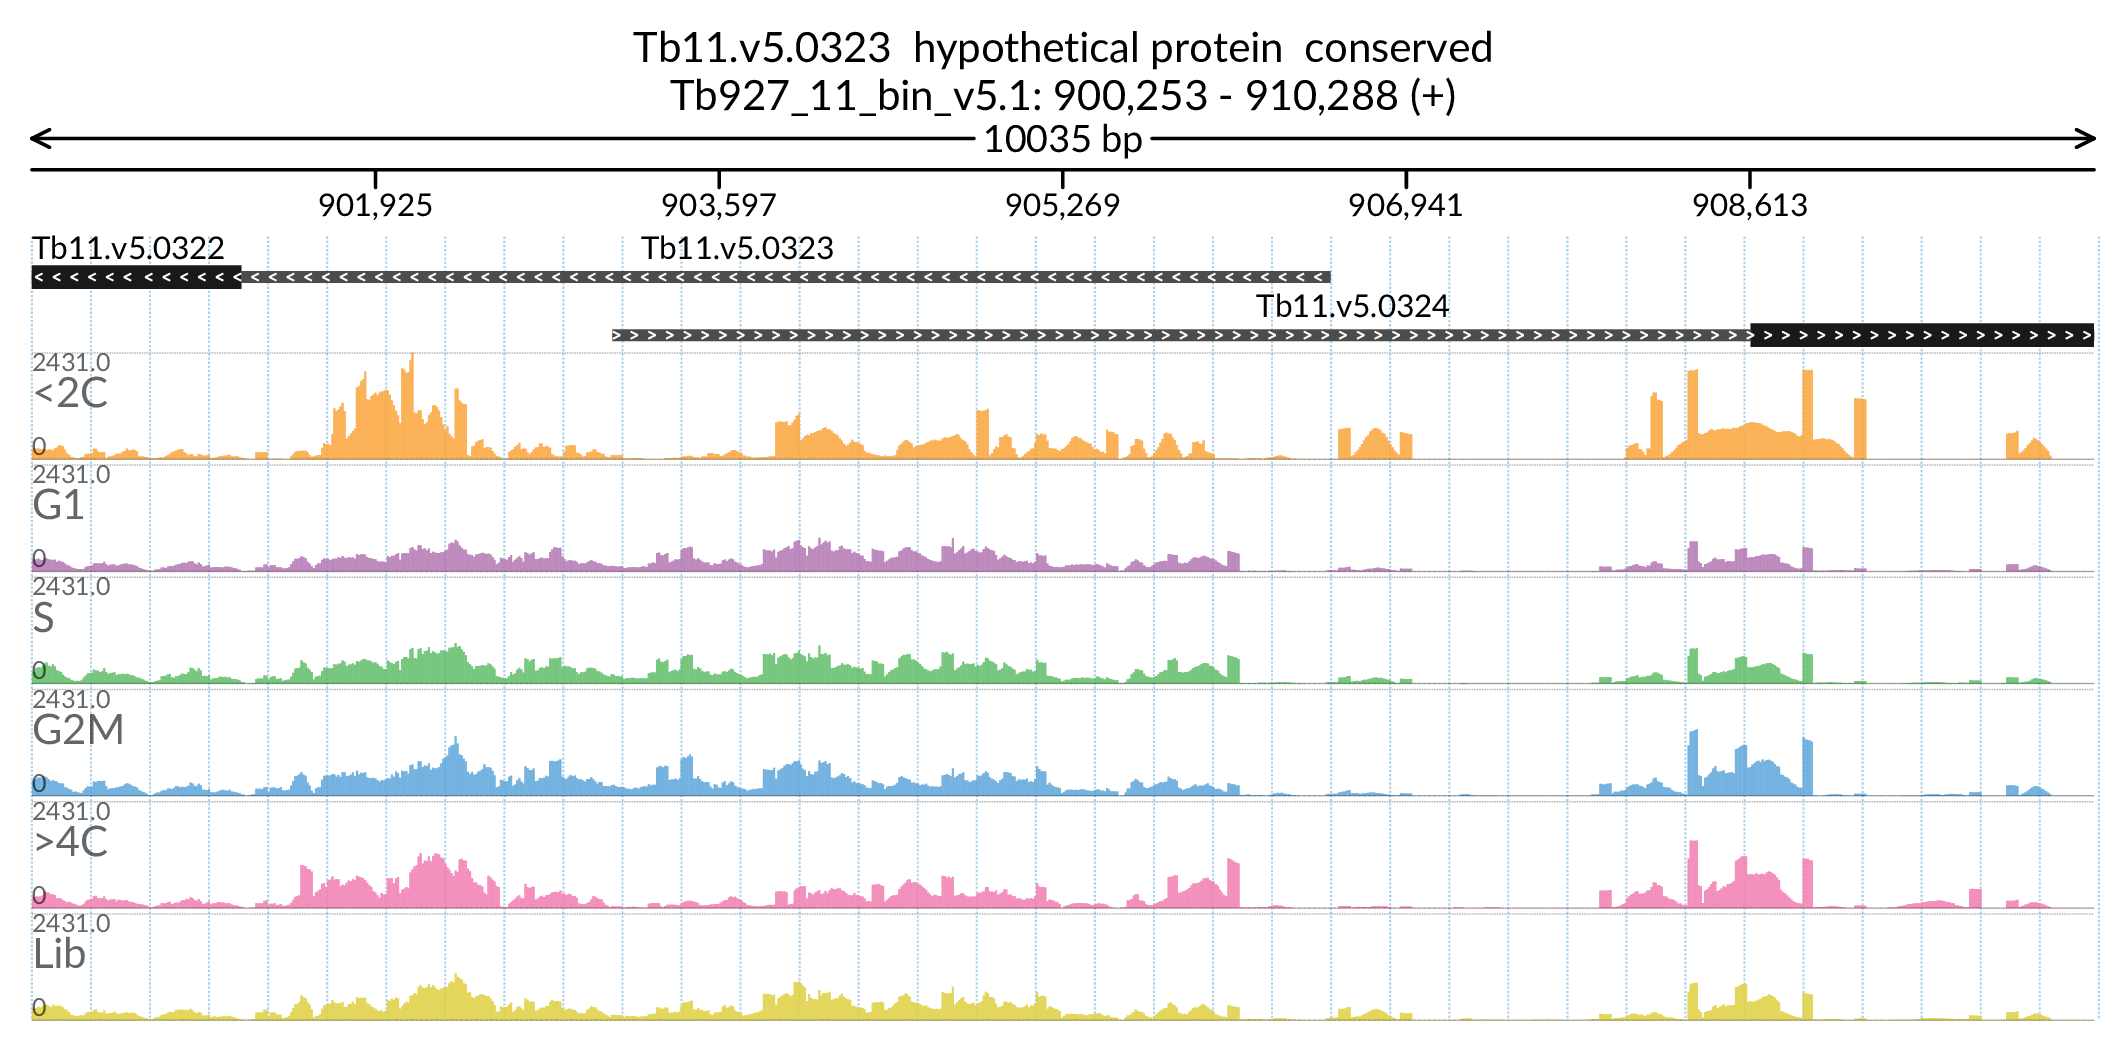 Tb11.v5.0323 hypothetical protein conserved
Tb927_11_bin_v5.1: 900,253 - 910,288 (+)
10035 bp
901,925 903,597 905,269 906,941 908,613
Tb11.v5.0322 Tb11.v5.0323
Tb11.v5.0324
2431.0
<2C
0
2431.0
G1
0
2431.0
S
0
2431.0
G2M
0
2431.0
>4C
0
2431.0
Lib
0